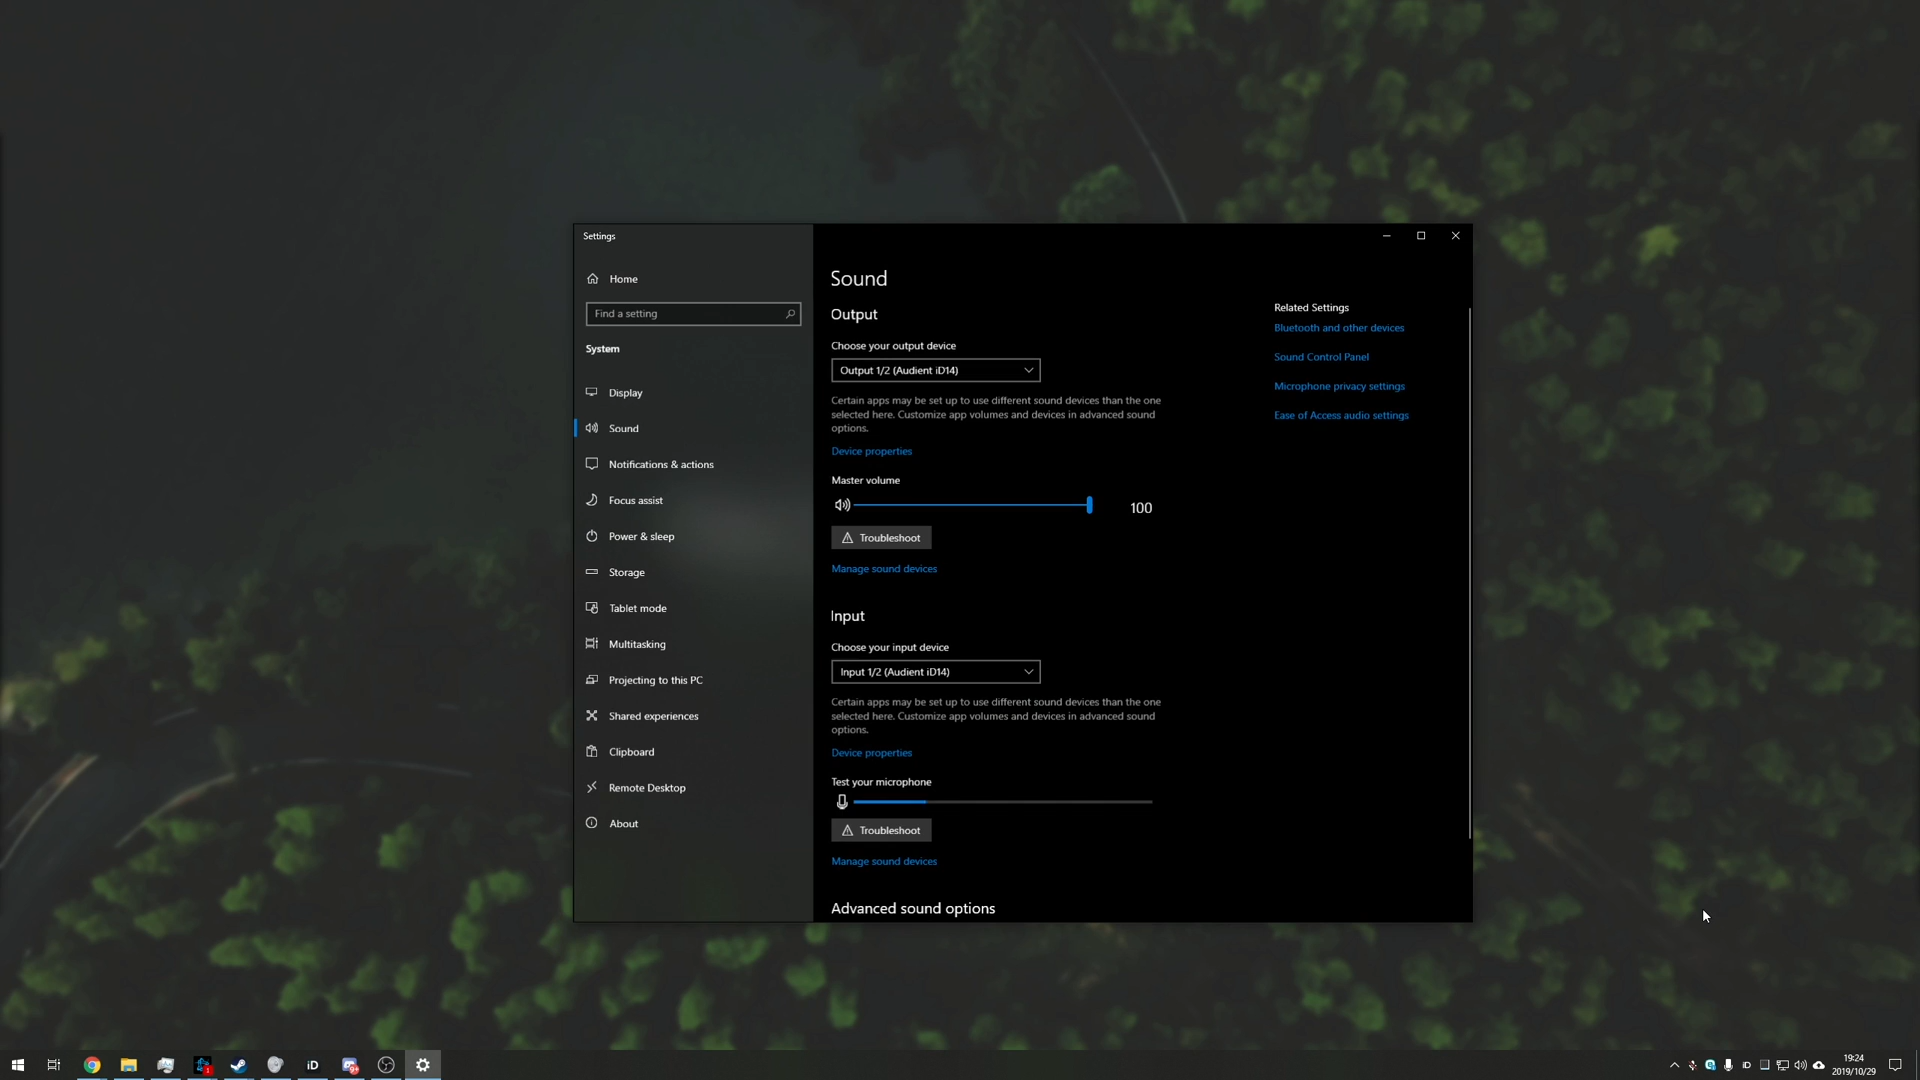 Settings
Home
Find a setting
System
Display
Sound
Notifications & actions
Focus assist
Power & sleep
Storage
Tablet mode
Multitasking
Projecting to this PC
Shared experiences
Clipboard
Remote Desktop
About
Sound
Output
Choose your output device
Output 1/2 (Audient iD14)
Certain apps may be set up to use different sound devices than the one
selected here. Customize app volumes and devices in advanced sound
options.
Device properties
Master volume
100
Troubleshoot
Manage sound devices
Input
Choose your input device
Input 1/2 (Audient iD14)
Certain apps may be set up to use different sound devices than the one
selected here. Customize app volumes and devices in advanced sound
options.
Device properties
Test your microphone
Troubleshoot
Manage sound devices
Advanced sound options
Related Settings
Bluetooth and other devices
Sound Control Panel
Microphone privacy settings
Ease of Access audio settings
1
iD
9+
iD
19:24
2019/10/29